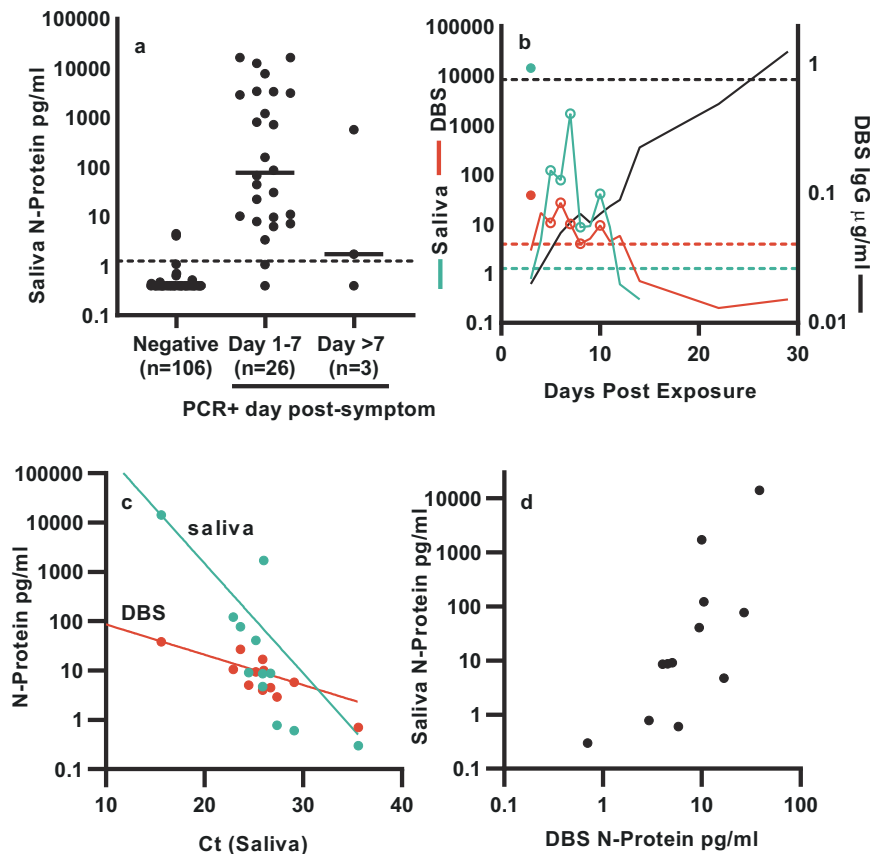 a
100000
10000
1000
100
10
1
0.1
Saliva N-Protein pg/ml
Negative
(n=106)
Day 1-7
(n=26)
Day >7
(n=3)
PCR+ day post-symptom
b
100000
10000
1000
100
10
1
0.1
Saliva
DBS
1
0.1
0.01
DBS IgG μg/ml
0
10
20
30
Days Post Exposure
c
100000
10000
1000
100
10
1
0.1
N-Protein pg/ml
saliva
DBS
10
20
30
40
Ct (Saliva)
d
10000
1000
100
10
1
0.1
Saliva N-Protein pg/ml
0.1
1
10
100
DBS N-Protein pg/ml